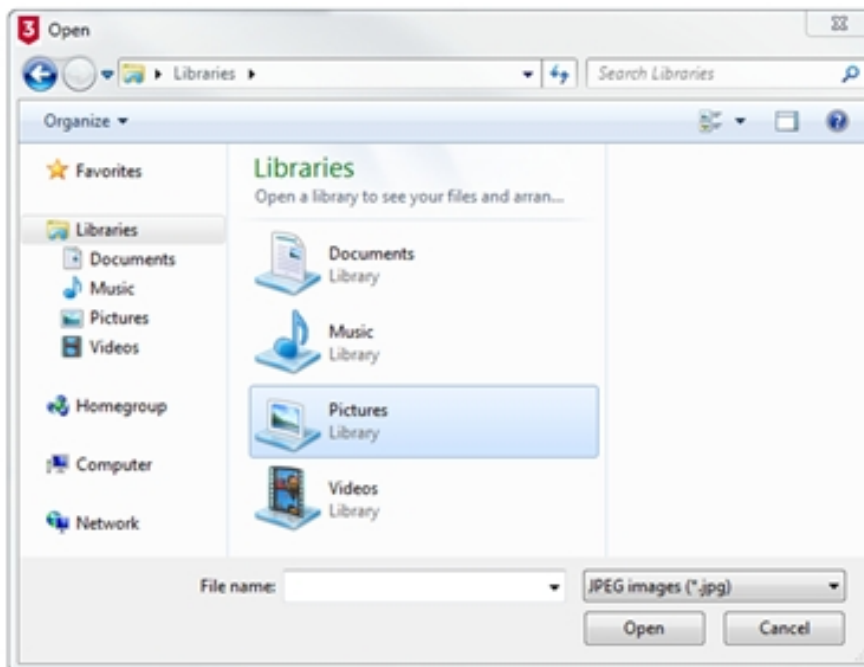 3 Open
Libraries
Search Libraries
Organize
Favorites
Libraries
Documents
Music
Pictures
Videos
Homegroup
Computer
Network
Libraries
Open a library to see your files and arran...
Documents
Library
Music
Library
Pictures
Library
Videos
Library
File name:
JPEG images (*.jpg)
Open
Cancel